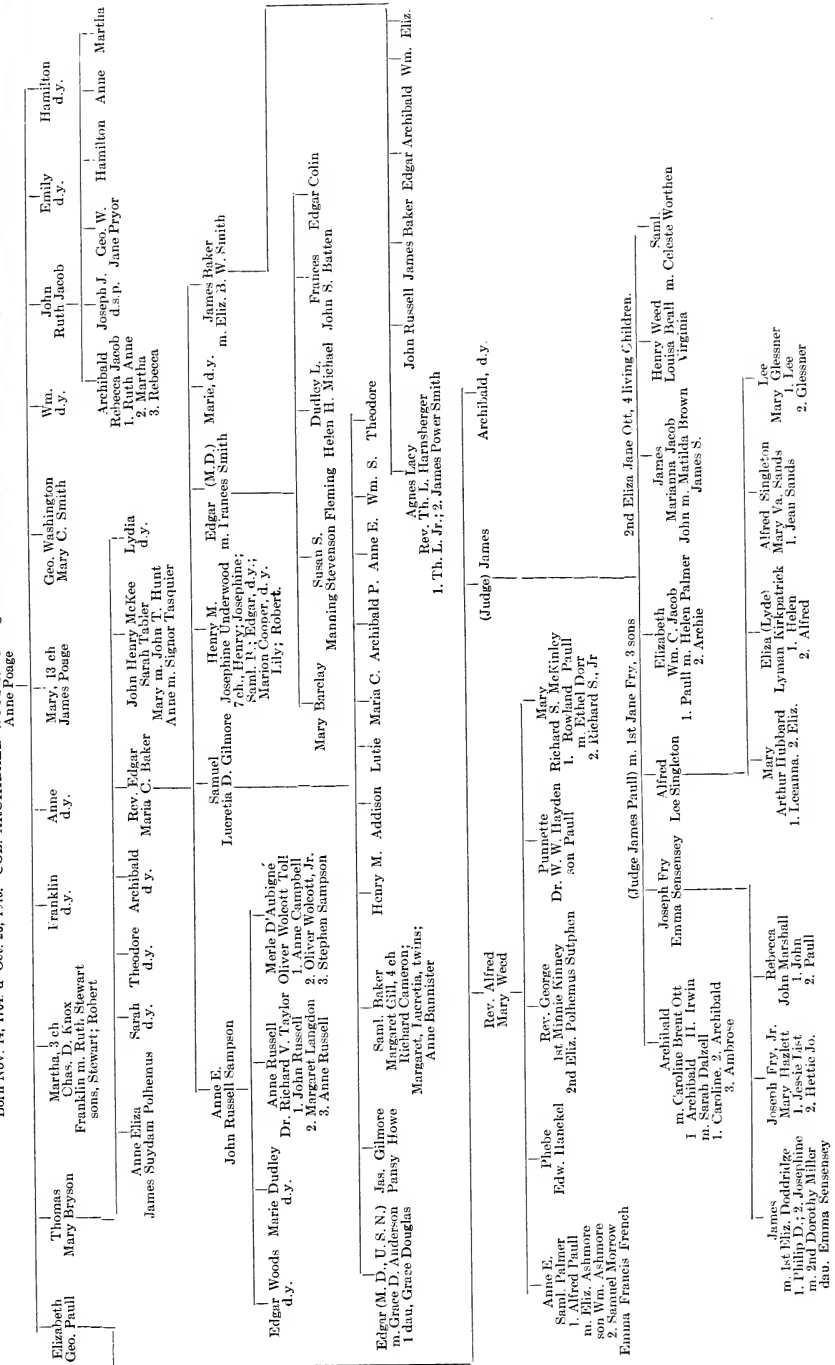 Anne Poage
Elizabeth
Geo. Paull
Thomas
Mary Bryson
Martha, 3 ch
Chas. D. Knox
Franklin m. Ruth Stewart
sons, Stewart; Robert
Franklin
d.y.
Anne
d.y.
Mary, 13 ch
James Poage
Geo. Washington
Mary C. Smith
Wm.
d.y.
John
Ruth Jacob
Emily
d.y.
Hamilton
d.y.
Anne Eliza
James Suydam Polhemus
Sarah
d.y.
Theodore
d.y.
Archibald
d y.
Rev. Edgar
Maria C. Baker
John Henry McKee
Sarah Tabler
Mary m. John T. Hunt
Anne m. Signor Tasquier
Lydia
d.y.
Archibald
Rebecca Jacob
1. Ruth Anne
2. Martha
3. Rebecca
Joseph J.
d.s.p.
Geo. W.
Jane Pryor
Hamilton
Anne
Martha
Anne E.
John Russell Sampson
Samuel
Lucretia D. Gilmore
Henry M.
Josephine Underwood
7 ch., Henry; Josephine;
Saml. F.; Edgar, d.y.;
Marion Cooper, d. y.
Lily; Robert.
Edgar (M.D.)
m. Frances Smith
Marie, d.y.
James Baker
m. Eliz. B. W. Smith
Edgar Woods
d.y.
Marie Dudley
d.y.
Anne Russell
Dr. Richard V. Taylor
1. John Russell
2. Margaret Langdon
3. Anne Russell
Merle D'Aubigné
Oliver Wolcott Toll
1. Anne Campbell
2. Oliver Wolcott, Jr.
3. Stephen Sampson
Mary Barclay
Susan S.
Manning Stevenson Fleming
Dudley L.
Helen H. Michael
Frances
John S. Batten
Edgar Colin
Edgar (M. D., U. S. N.)
m. Grace D. Anderson
1 dau, Grace Douglas
Jas. Gilmore
Pansy Howe
Saml. Baker
Margaret Gill, 4 ch
Richard Cameron;
Margaret, Lucretia, twins;
Anne Bannister
Henry M.
Addison
Lutie
Maria C.
Archibald P.
Anne E.
Wm. S.
Theodore
Agnes Lacy
Rev. Th. L. Harnsberger
1. Th. L. Jr.; 2. James Power Smith
John Russell
James Baker
Edgar
Archibald
Wm.
Eliz.
Rev. Alfred
Mary Weed
(Judge) James
Archibald, d.y.
Anne E.
Saml. Palmer
1. Alfred Paull
m. Eliz. Ashmore
son Wm. Ashmore
2. Samuel Morrow
Emma Francis French
Phebe
Edw. Hanckel
Rev. George
1st Minnie Kinney
2nd Eliz. Polhemus Sutphen
Punnette
Dr. W. W. Hayden
son Paull
Mary
Richard S. McKinley
1. Rowland Paull
m. Ethel Dorr
2. Richard S., Jr
(Judge James Paull) m. 1st Jane Fry, 3 sons
2nd Eliza Jane Ott, 4 living Children.
Archibald
m. Caroline Brent Ott
I Archibald II. Irwin
m. Sarah Dalzell
1. Caroline. 2. Archibald
3. Ambrose
Joseph Fry
Emma Sensensey
Alfred
Lee Singleton
Elizabeth
Wm. C. Jacob
1. Paull m. Helen Palmer
2. Archie
James
Marianna Jacob
John m. Matilda Brown
James S.
Henry Weed
Louisa Beall
Virginia
Saml.
m. Celeste Worthen
James
m. 1st Eliz. Doddridge
1. Philip D.; 2. Josephine
m. 2nd Dorothy Miller
dau. Emma Sensensey
Joseph Fry, Jr.
Mary Hazlett
1. Jessie List
2. Hettie Jo.
Rebecca
John Marshall
1. John
2. Paull
Mary
Arthur Hubbard
1. Leeanna. 2. Eliz.
Eliza (Lyde)
Lyman Kirkpatrick
1. Helen
2. Alfred
Alfred Singleton
Mary Va. Sands
1. Jean Sands
Lee
Mary Glessner
1. Lee
2. Glessner